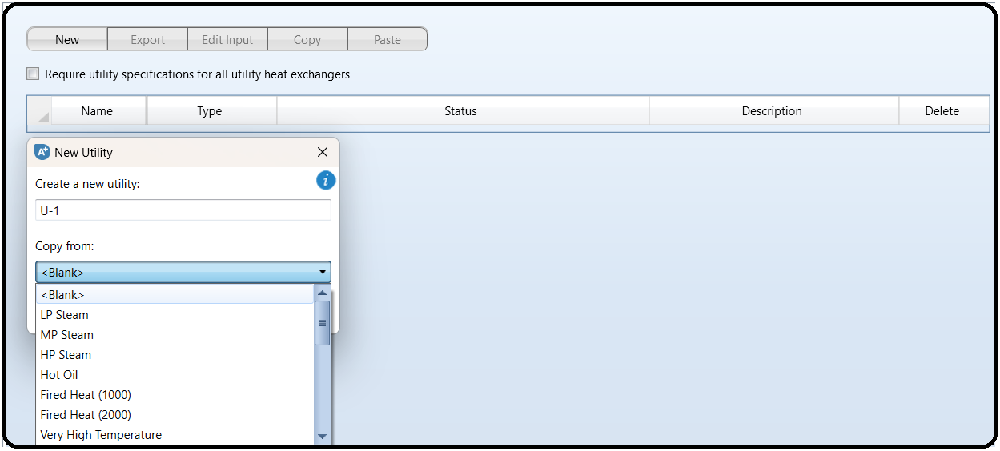 New Export Edit Input Copy Paste
Require utility specifications for all utility heat exchangers
Name Type Status Description Delete
A+ New Utility
Create a new utility:
U-1
Copy from:
<Blank>
<Blank>
LP Steam
MP Steam
HP Steam
Hot Oil
Fired Heat (1000)
Fired Heat (2000)
Very High Temperature